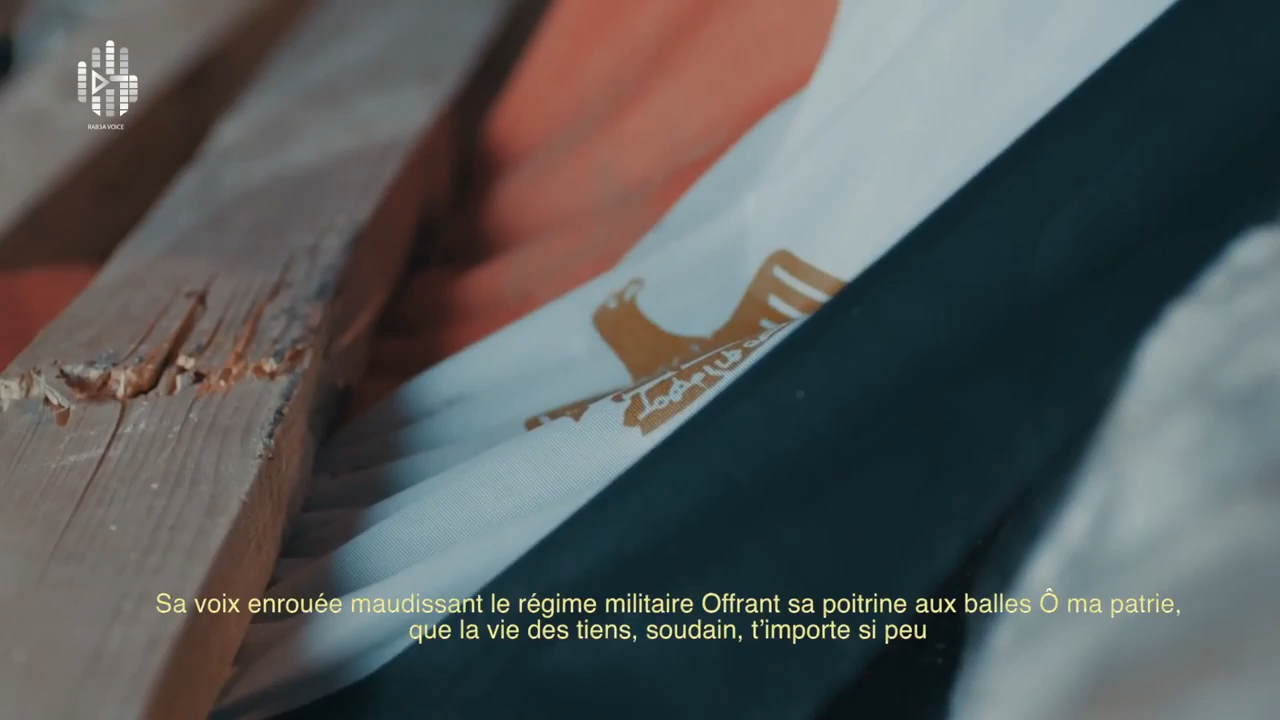 RAB3A VOICE
Sa voix enrouée maudissant le régime militaire Offrant sa poitrine aux balles Ô ma patrie,
que la vie des tiens, soudain, t'importe si peu